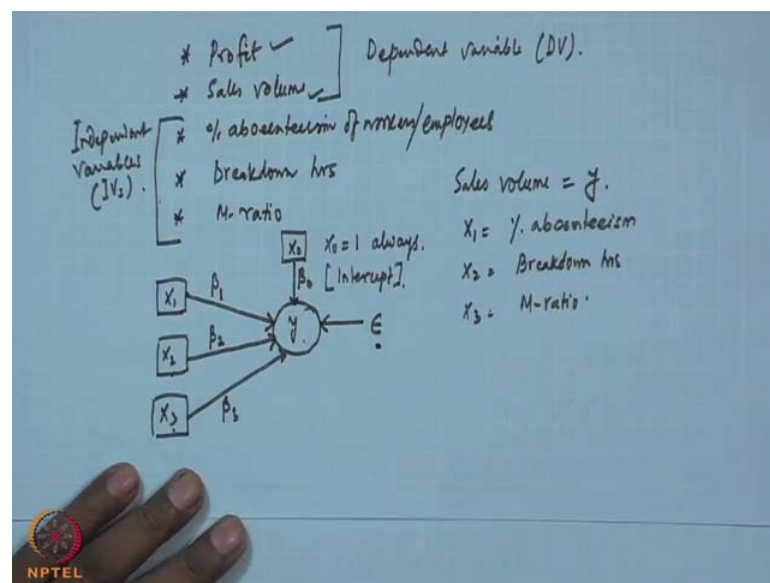 * Profit ✓
* Sales volume ✓
Dependent variable (DV).
Independent variables (IVs).
* % absenteeism of workers/employees
* Breakdown hrs
* M-ratio
Sales volume = y.
X₁ = % absenteeism
X₂ = Breakdown hrs
X₃ = M-ratio.
X₀ X₀ = 1 always.
β₀ [Intercept].
X₁ β₁
X₂ β₂
y ϵ
X₃ β₃
NPTEL